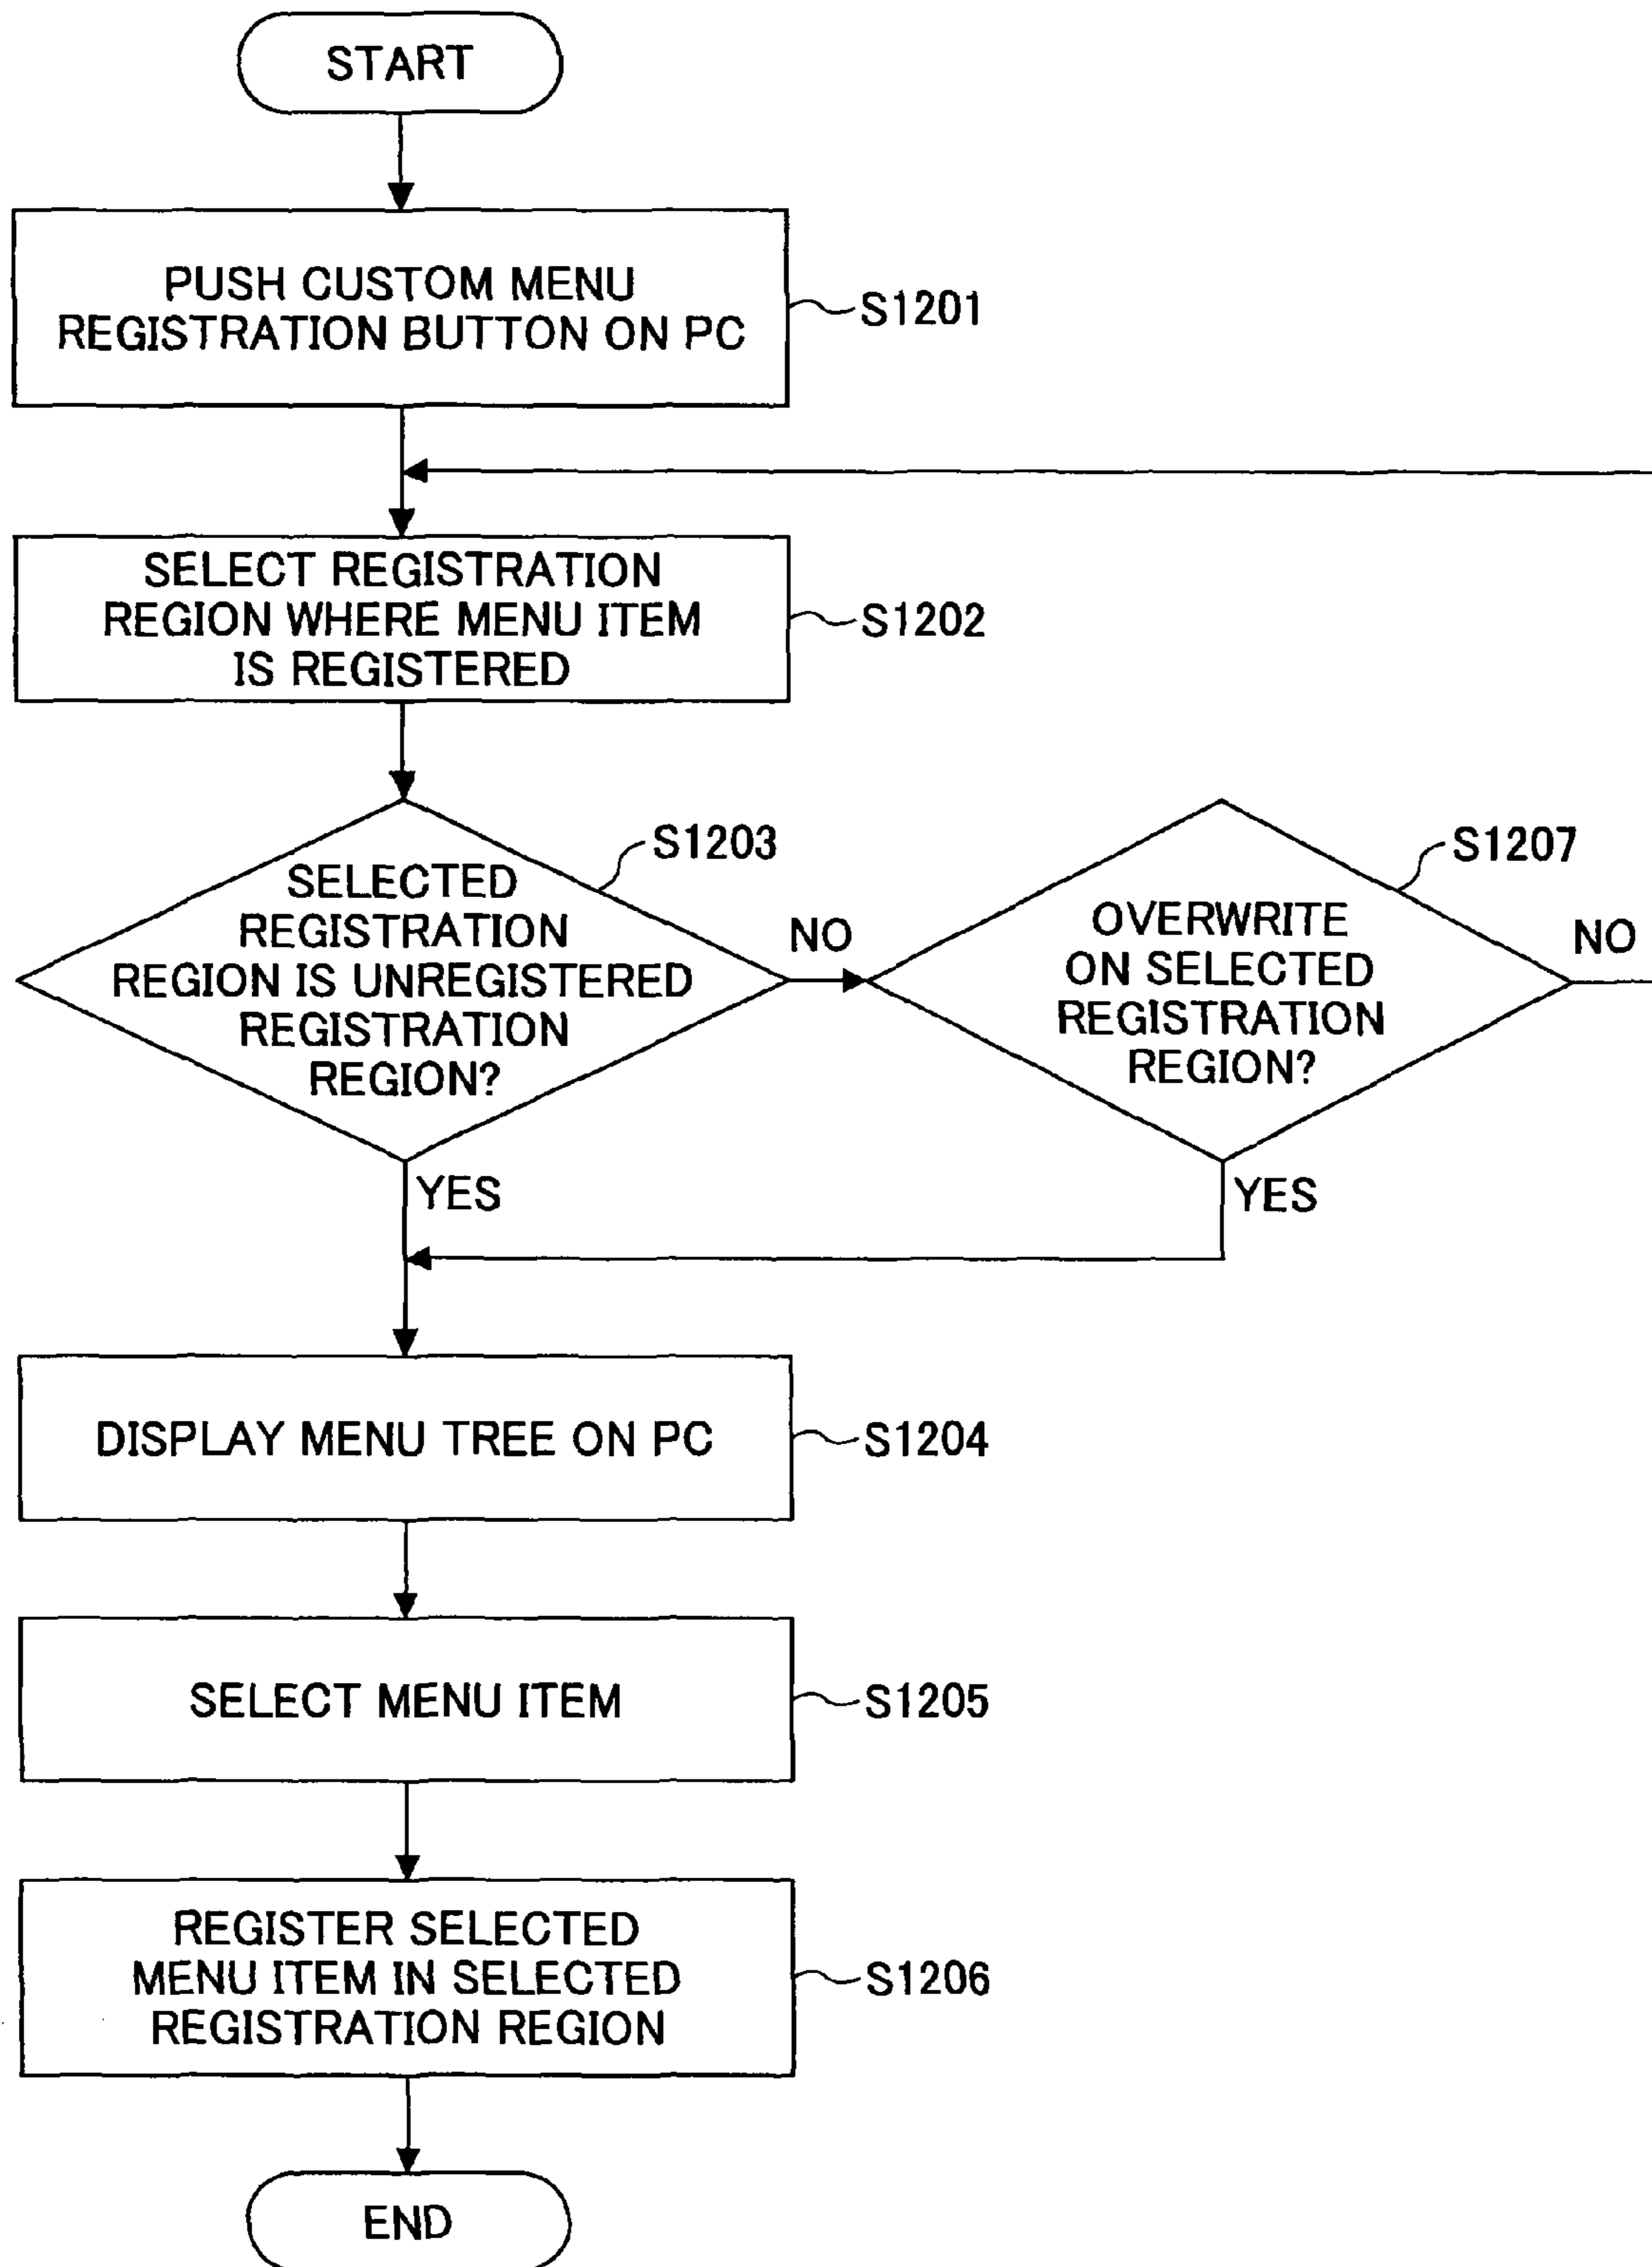 START
PUSH CUSTOM MENU
REGISTRATION BUTTON ON PC
S1201
SELECT REGISTRATION
REGION WHERE MENU ITEM
IS REGISTERED
S1202
S1203
SELECTED
REGISTRATION
REGION IS UNREGISTERED
REGISTRATION
REGION?
NO
YES
S1207
OVERWRITE
ON SELECTED
REGISTRATION
REGION?
NO
YES
DISPLAY MENU TREE ON PC
S1204
SELECT MENU ITEM
S1205
REGISTER SELECTED
MENU ITEM IN SELECTED
REGISTRATION REGION
S1206
END